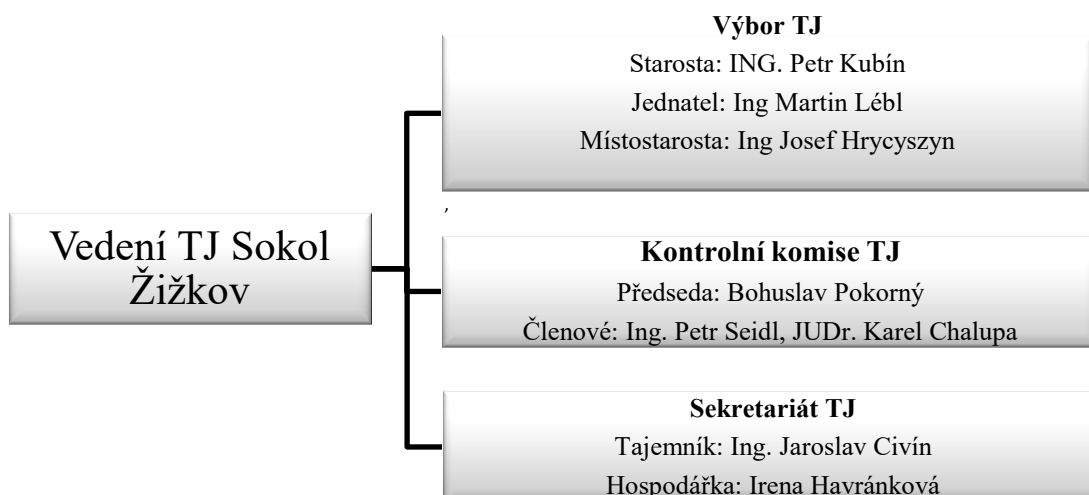 Výbor TJ
Starosta: ING. Petr Kubín
Jednatel: Ing Martin Lébl
Místostarosta: Ing Josef Hrycyszyn
,
Vedení TJ Sokol
Žižkov
Kontrolní komise TJ
Předseda: Bohuslav Pokorný
Členové: Ing. Petr Seidl, JUDr. Karel Chalupa
Sekretariát TJ
Tajemník: Ing. Jaroslav Civín
Hospodářka: Irena Havránková